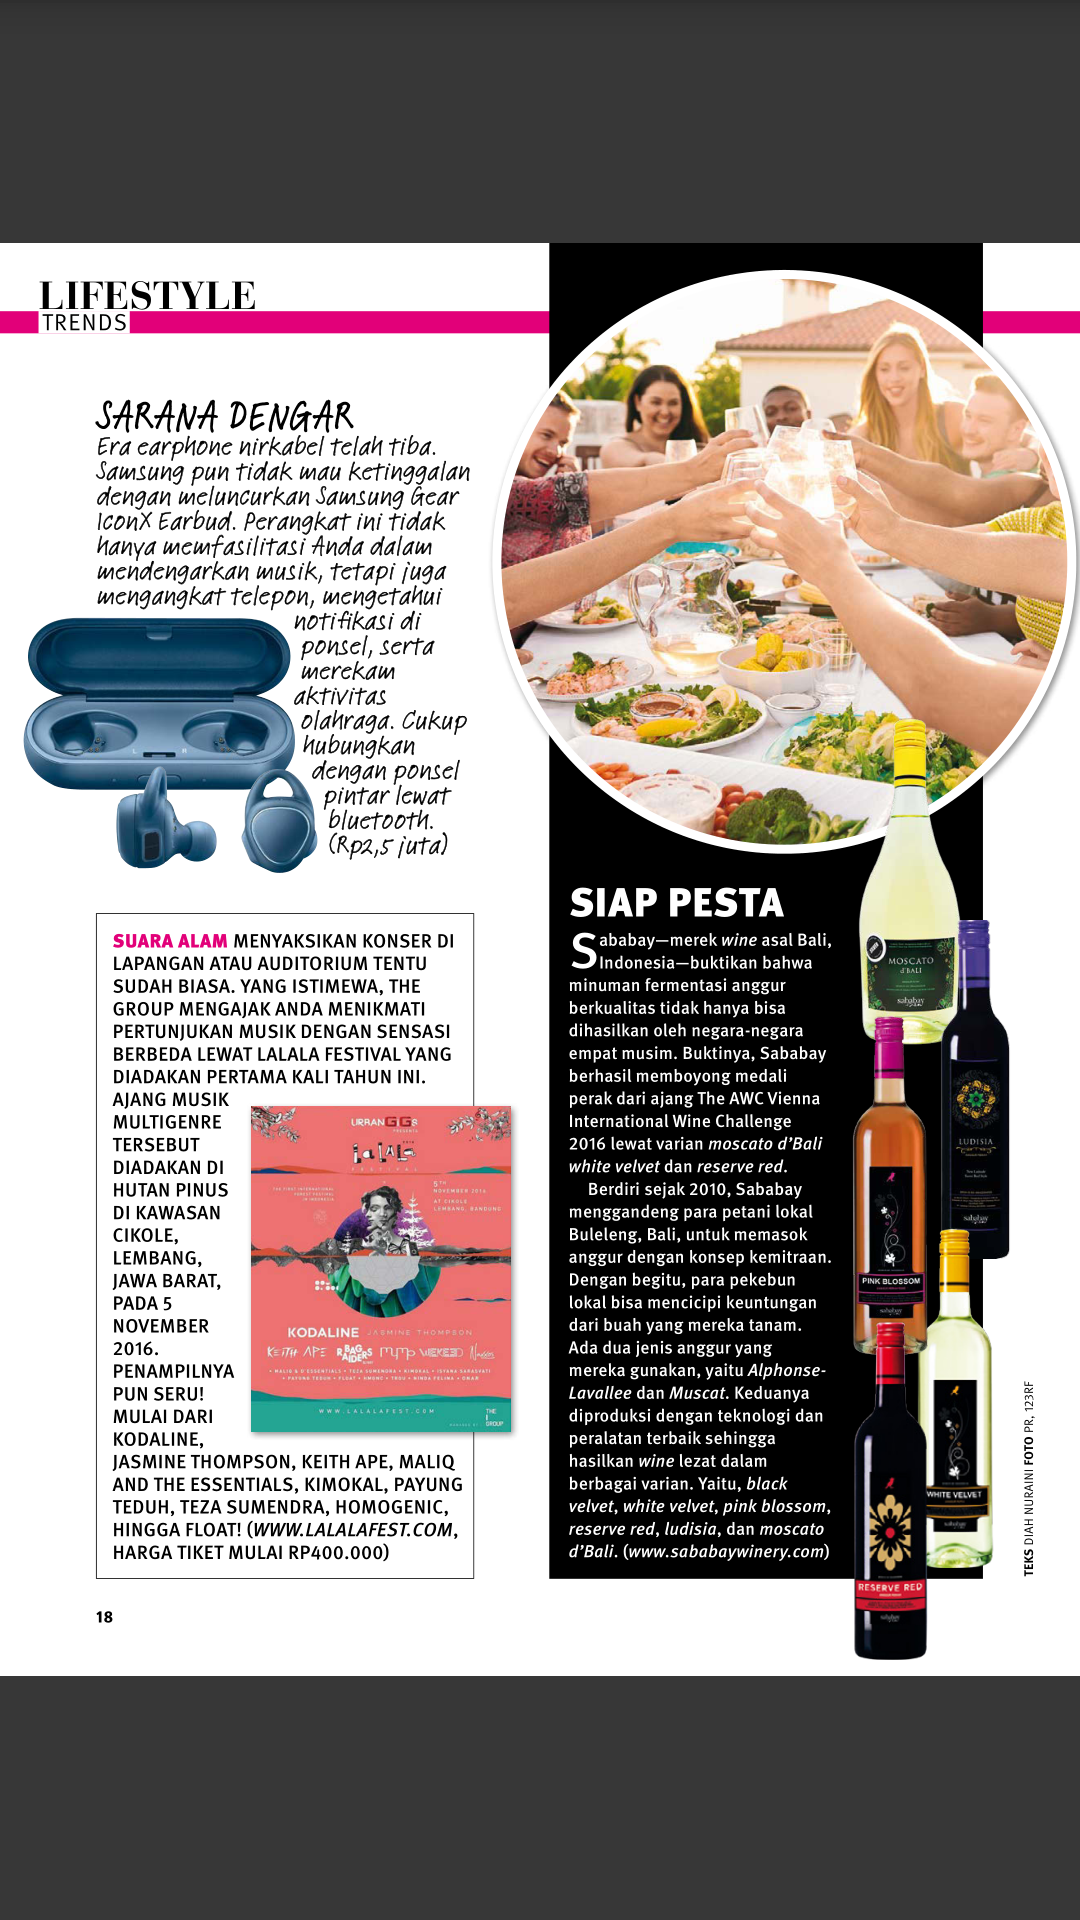 LIFESTYLE
TRENDS
SARANA DENGAR
Era earphone nirkabel telah tiba.
Samsung pun tidak mau ketinggalan
dengan meluncurkan Samsung Gear
IconX Earbud. Perangkat ini tidak
hanya memfasilitasi Anda dalam
mendengarkan musik, tetapi juga
mengangkat telepon, mengetahui
notifikasi di
ponsel, serta
merekam
aktivitas
olahraga. Cukup
hubungkan
dengan ponsel
pintar lewat
bluetooth.
(Rp2,5 juta)
L R
SUARA ALAM MENYAKSIKAN KONSER DI
LAPANGAN ATAU AUDITORIUM TENTU
SUDAH BIASA. YANG ISTIMEWA, THE
GROUP MENGAJAK ANDA MENIKMATI
PERTUNJUKAN MUSIK DENGAN SENSASI
BERBEDA LEWAT LALALA FESTIVAL YANG
DIADAKAN PERTAMA KALI TAHUN INI.
AJANG MUSIK
MULTIGENRE
TERSEBUT
DIADAKAN DI
HUTAN PINUS
DI KAWASAN
CIKOLE,
LEMBANG,
JAWA BARAT,
PADA 5
NOVEMBER
2016.
PENAMPILNYA
PUN SERU!
MULAI DARI
KODALINE,
JASMINE THOMPSON, KEITH APE, MALIQ
AND THE ESSENTIALS, KIMOKAL, PAYUNG
TEDUH, TEZA SUMENDRA, HOMOGENIC,
HINGGA FLOAT! (WWW.LALALAFEST.COM,
HARGA TIKET MULAI RP400.000)
URBANGGs
PRESENTS
LaLaLa
FESTIVAL
THE FIRST INTERNATIONAL
FOREST FESTIVAL
IN INDONESIA
5TH
NOVEMBER 2016
AT CIKOLE
LEMBANG, BANDUNG
KODALINE JASMINE THOMPSON
KEITH APE RAGGA RAIDERS
• MALIQ & D'ESSENTIALS • TEZA SUMENDRA • KIMOKAL • ISYANA SARASVATI
• PAYUNG TEDUH • FLOAT •
WWW.LALALAFEST.COM
THE
GROUP
SIAP PESTA
Sababay—merek wine asal Bali,
Indonesia—buktikan bahwa
minuman fermentasi anggur
berkualitas tidak hanya bisa
dihasilkan oleh negara-negara
empat musim. Buktinya, Sababay
berhasil memboyong medali
perak dari ajang The AWC Vienna
International Wine Challenge
2016 lewat varian moscato d'Bali
white velvet dan reserve red.
Berdiri sejak 2010, Sababay
menggandeng para petani lokal
Buleleng, Bali, untuk memasok
anggur dengan konsep kemitraan.
Dengan begitu, para pekebun
lokal bisa mencicipi keuntungan
dari buah yang mereka tanam.
Ada dua jenis anggur yang
mereka gunakan, yaitu Alphonse-
Lavallee dan Muscat. Keduanya
diproduksi dengan teknologi dan
peralatan terbaik sehingga
hasilkan wine lezat dalam
berbagai varian. Yaitu, black
velvet, white velvet, pink blossom,
reserve red, ludisia, dan moscato
d'Bali. (www.sababaywinery.com)
MOSCATO
d'BALI
sababay
LUDISIA
sababay
PINK BLOSSOM
sababay
WHITE VELVET
RESERVE RED
sababay
TEKS DIAH NURAINI FOTO PR, 123RF
18